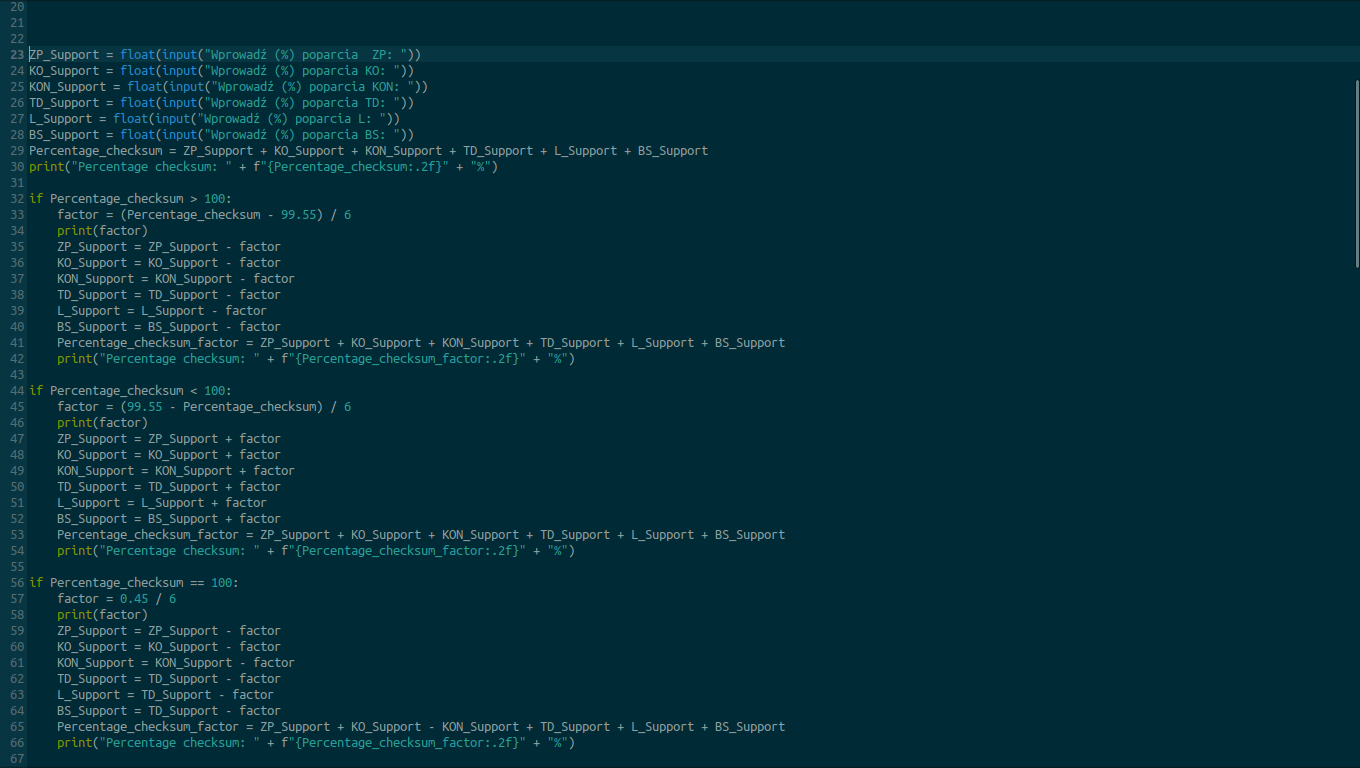 20
21
22
23 ZP_Support = float(input("Wprowadź (%) poparcia  ZP: "))
24 KO_Support = float(input("Wprowadź (%) poparcia KO: "))
25 KON_Support = float(input("Wprowadź (%) poparcia KON: "))
26 TD_Support = float(input("Wprowadź (%) poparcia TD: "))
27 L_Support = float(input("Wprowadź (%) poparcia L: "))
28 BS_Support = float(input("Wprowadź (%) poparcia BS: "))
29 Percentage_checksum = ZP_Support + KO_Support + KON_Support + TD_Support + L_Support + BS_Support
30 print("Percentage checksum: " + f"{Percentage_checksum:.2f}" + "%")
31
32 if Percentage_checksum > 100:
33     factor = (Percentage_checksum - 99.55) / 6
34     print(factor)
35     ZP_Support = ZP_Support - factor
36     KO_Support = KO_Support - factor
37     KON_Support = KON_Support - factor
38     TD_Support = TD_Support - factor
39     L_Support = L_Support - factor
40     BS_Support = BS_Support - factor
41     Percentage_checksum_factor = ZP_Support + KO_Support + KON_Support + TD_Support + L_Support + BS_Support
42     print("Percentage checksum: " + f"{Percentage_checksum_factor:.2f}" + "%")
43
44 if Percentage_checksum < 100:
45     factor = (99.55 - Percentage_checksum) / 6
46     print(factor)
47     ZP_Support = ZP_Support + factor
48     KO_Support = KO_Support + factor
49     KON_Support = KON_Support + factor
50     TD_Support = TD_Support + factor
51     L_Support = L_Support + factor
52     BS_Support = BS_Support + factor
53     Percentage_checksum_factor = ZP_Support + KO_Support + KON_Support + TD_Support + L_Support + BS_Support
54     print("Percentage checksum: " + f"{Percentage_checksum_factor:.2f}" + "%")
55
56 if Percentage_checksum == 100:
57     factor = 0.45 / 6
58     print(factor)
59     ZP_Support = ZP_Support - factor
60     KO_Support = KO_Support - factor
61     KON_Support = KON_Support - factor
62     TD_Support = TD_Support - factor
63     L_Support = TD_Support - factor
64     BS_Support = TD_Support - factor
65     Percentage_checksum_factor = ZP_Support + KO_Support - KON_Support + TD_Support + L_Support + BS_Support
66     print("Percentage checksum: " + f"{Percentage_checksum_factor:.2f}" + "%")
67